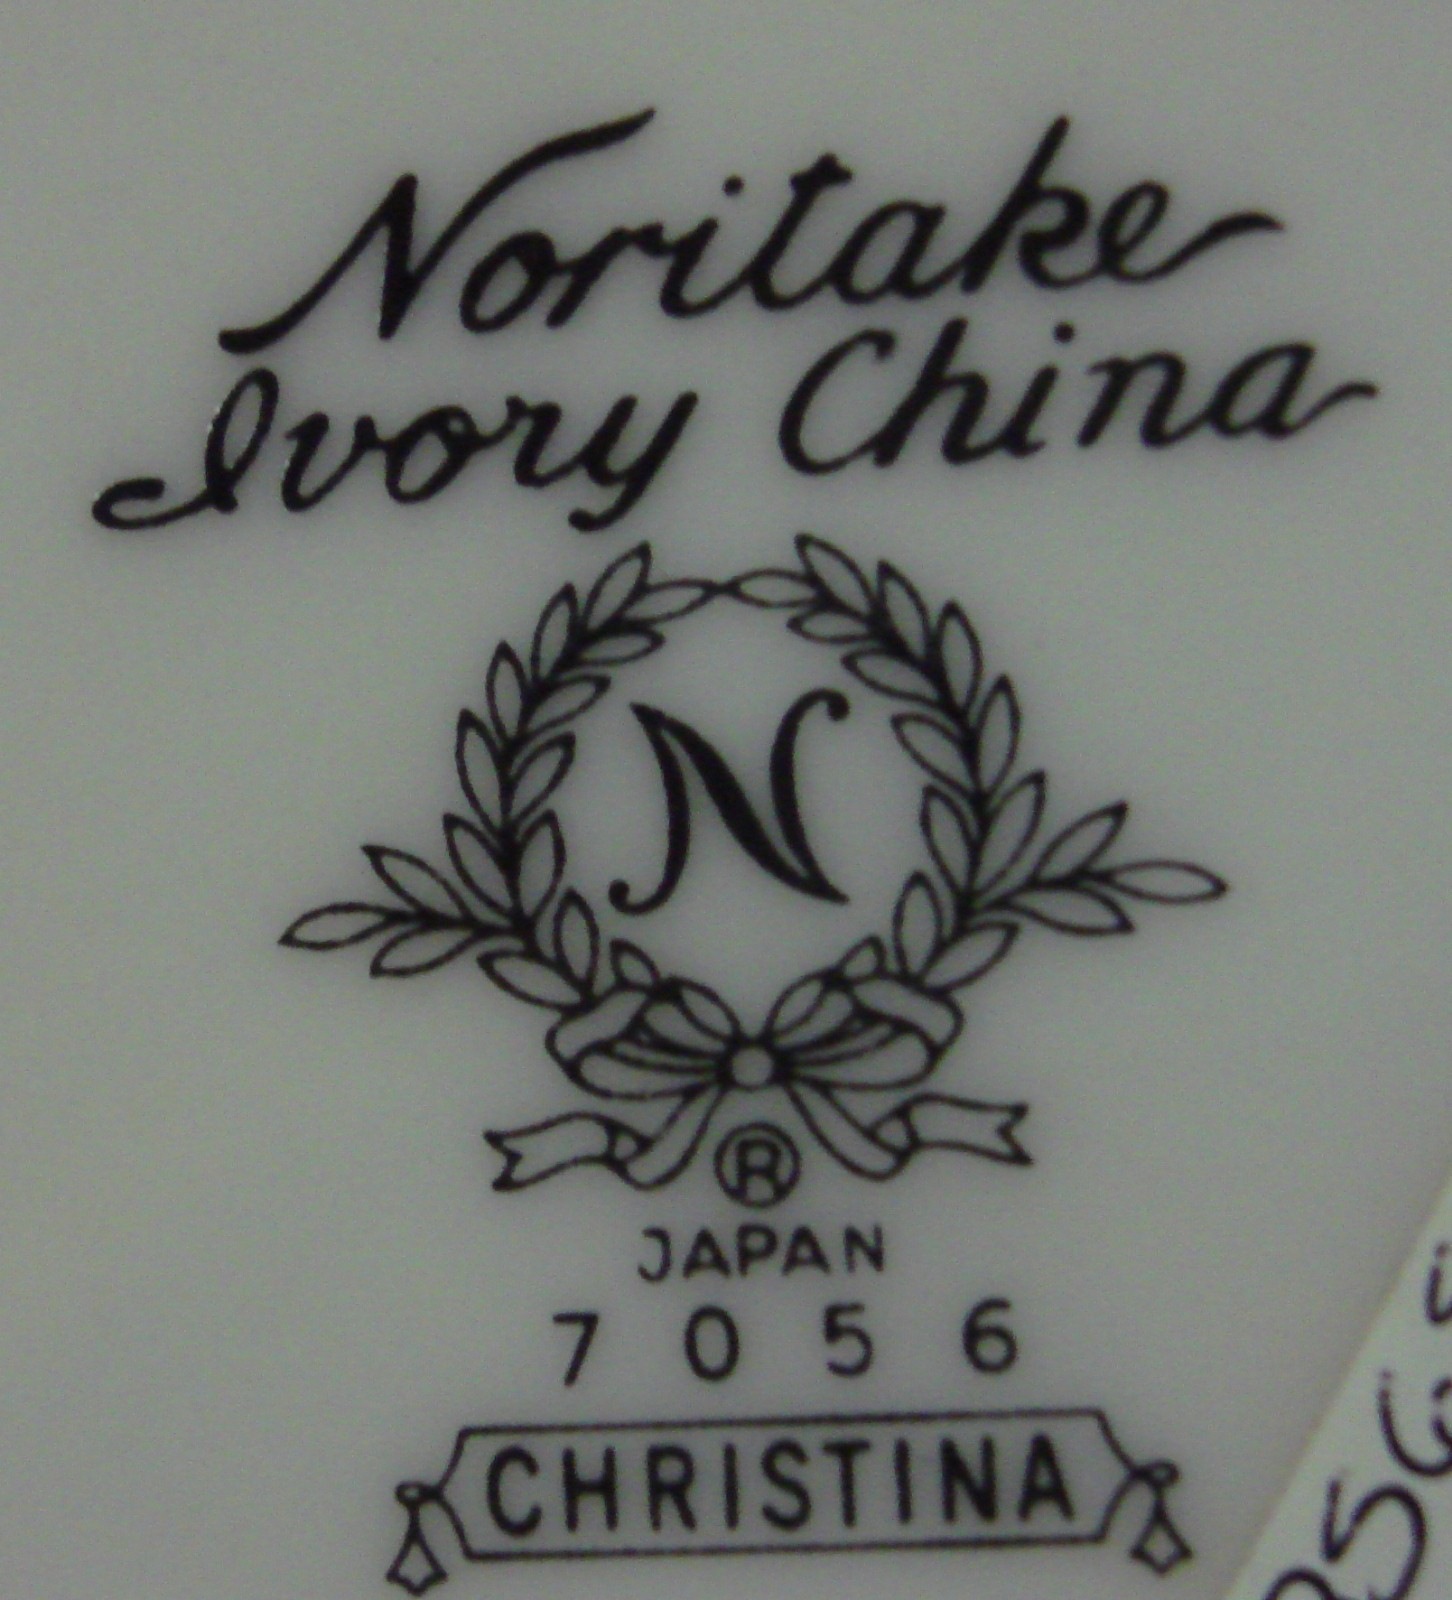 Noritake
Ivory China
N
®
JAPAN
7056
CHRISTINA